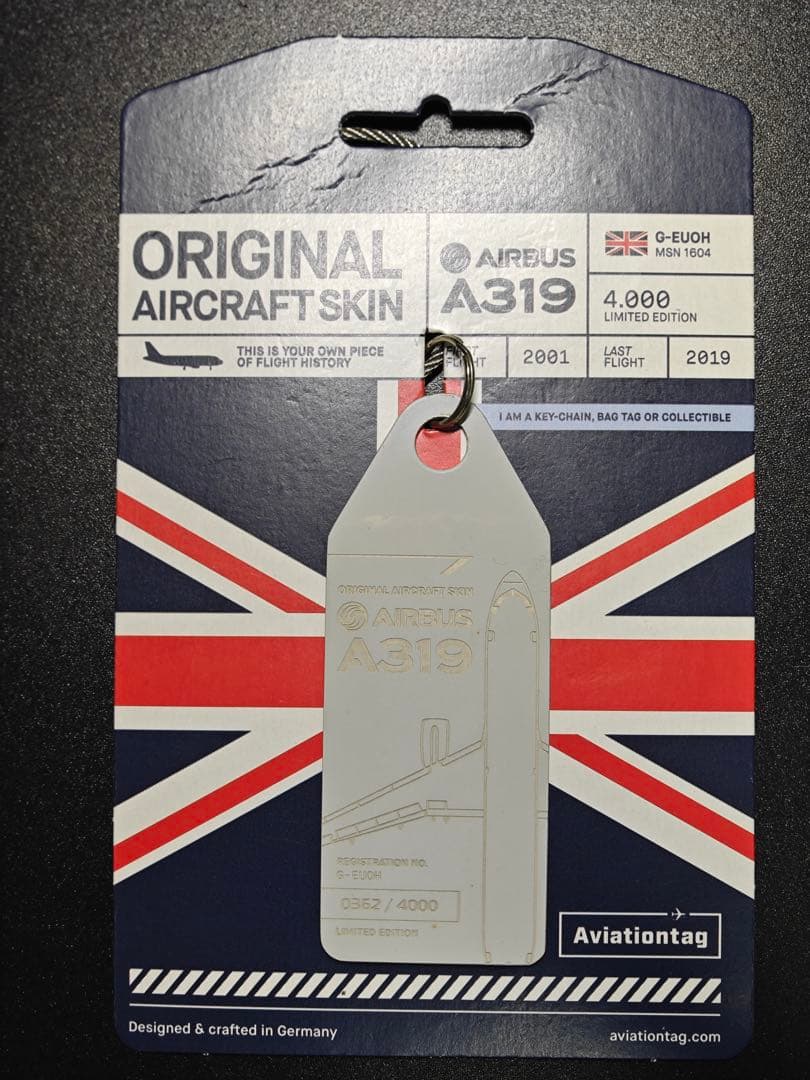 ORIGINAL
AIRCRAFT SKIN
AIRBUS
A319
G-EUOH
MSN 1604
4.000
LIMITED EDITION
THIS IS YOUR OWN PIECE
OF FLIGHT HISTORY
FLIGHT
2001
LAST
FLIGHT
2019
I AM A KEY-CHAIN, BAG TAG OR COLLECTIBLE
ORIGINAL AIRCRAFT SKIN
AIRBUS
A319
REGISTRATION NO.
G-EUOH
0362 / 4000
LIMITED EDITION
Aviationtag
Designed & crafted in Germany
aviationtag.com